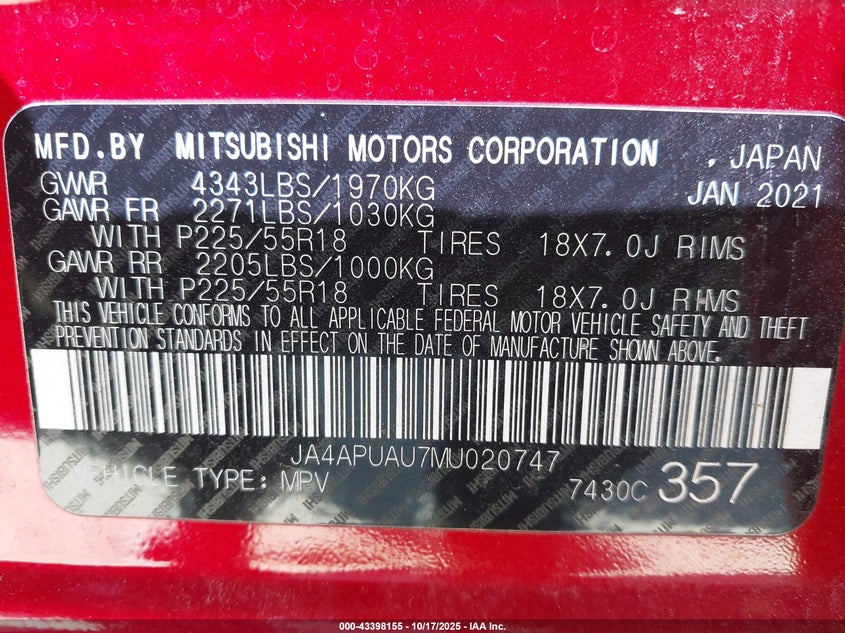 MFD.BY MITSUBISHI MOTORS CORPORATION , JAPAN
GVWR 4343LBS/1970KG JAN 2021
GAWR FR 2271LBS/1030KG
WITH P225/55R18 TIRES 18X7.0J RIMS
GAWR RR 2205LBS/1000KG
WITH P225/55R18 TIRES 18X7.0J RIMS
THIS VEHICLE CONFORMS TO ALL APPLICABLE FEDERAL MOTOR VEHICLE SAFETY AND THEFT
PREVENTION STANDARDS IN EFFECT ON THE DATE OF MANUFACTURE SHOWN ABOVE.
JA4APUAU7MU020747
VEHICLE TYPE: MPV 7430C 357
000-43398155 - 10/17/2025 - IAA Inc.